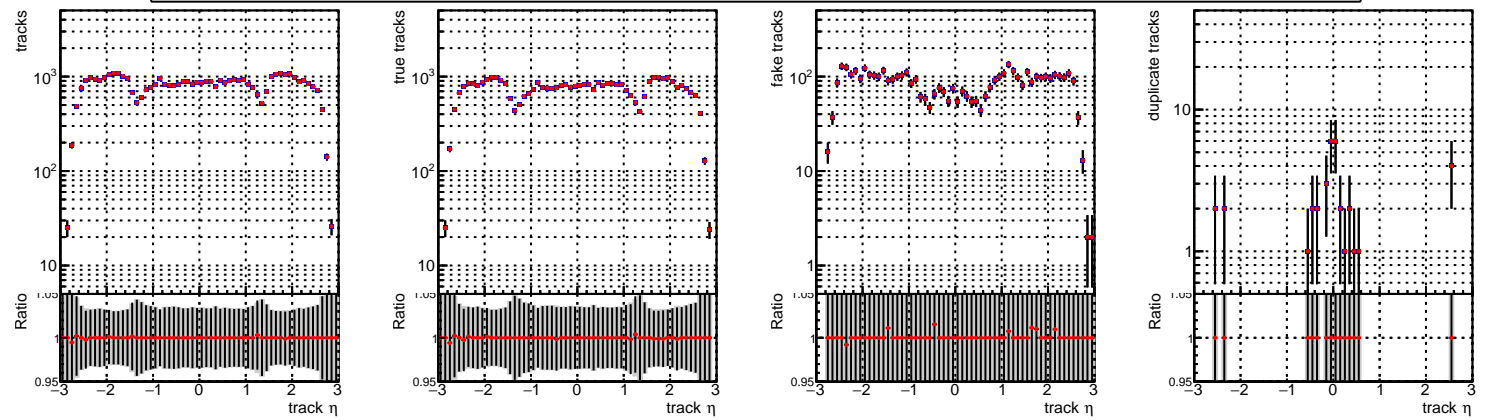 tracks
10³
10²
10
Ratio
1.05
1
0.95
−3 −2 −1 0 1 2 3
track η
true tracks
10³
10²
10
Ratio
1.05
1
0.95
−3 −2 −1 0 1 2 3
track η
fake tracks
10²
10
1
Ratio
1.05
1
0.95
−3 −2 −1 0 1 2 3
track η
duplicate tracks
10
1
Ratio
1.05
1
0.95
−3 −2 −1 0 1 2 3
track η